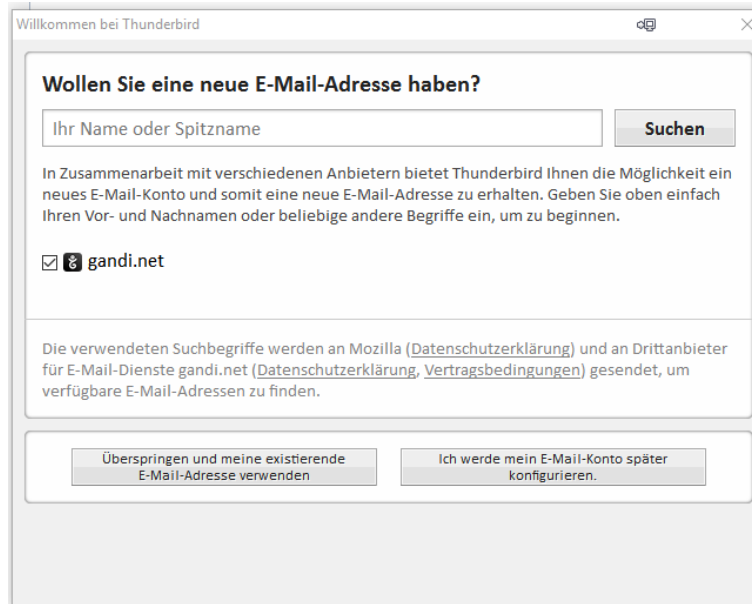 Willkommen bei Thunderbird
Wollen Sie eine neue E-Mail-Adresse haben?
Ihr Name oder Spitzname
Suchen
In Zusammenarbeit mit verschiedenen Anbietern bietet Thunderbird Ihnen die Möglichkeit ein
neues E-Mail-Konto und somit eine neue E-Mail-Adresse zu erhalten. Geben Sie oben einfach
Ihren Vor- und Nachnamen oder beliebige andere Begriffe ein, um zu beginnen.
gandi.net
Die verwendeten Suchbegriffe werden an Mozilla (Datenschutzerklärung) und an Drittanbieter
für E-Mail-Dienste gandi.net (Datenschutzerklärung, Vertragsbedingungen) gesendet, um
verfügbare E-Mail-Adressen zu finden.
Überspringen und meine existierende
E-Mail-Adresse verwenden
Ich werde mein E-Mail-Konto später
konfigurieren.